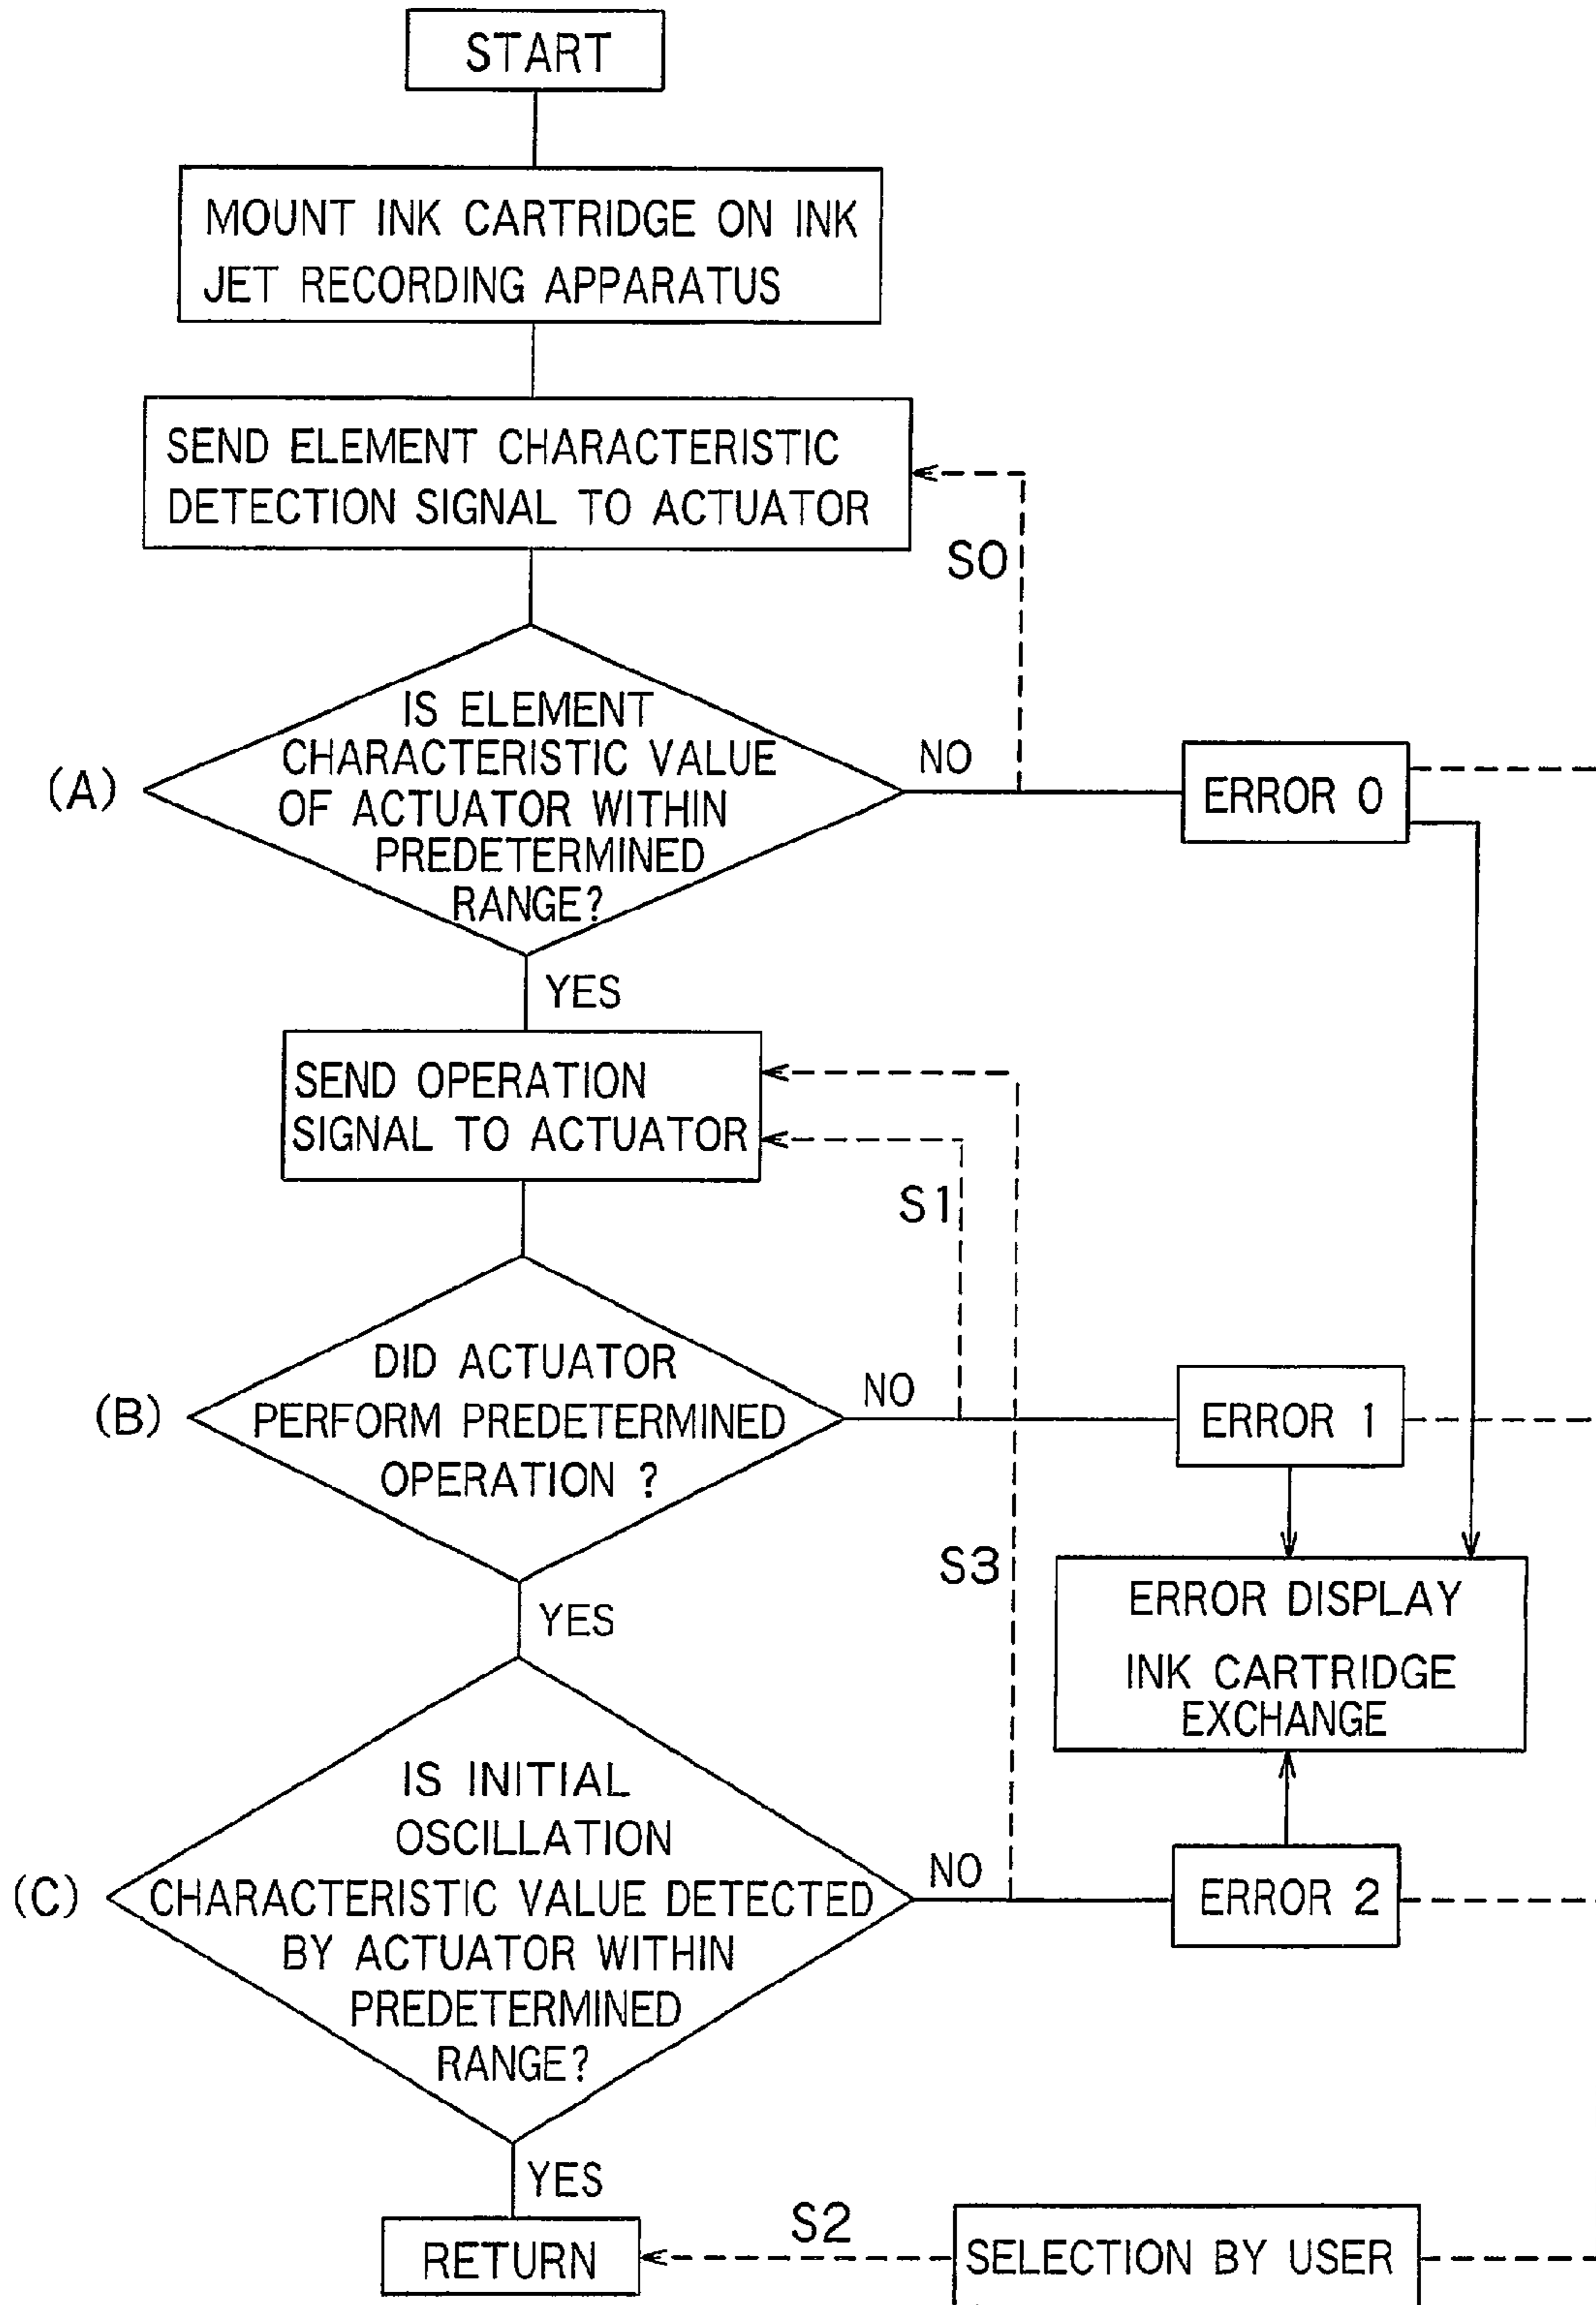 START
MOUNT INK CARTRIDGE ON INK
JET RECORDING APPARATUS
SEND ELEMENT CHARACTERISTIC
DETECTION SIGNAL TO ACTUATOR
S0
(A)
IS ELEMENT
CHARACTERISTIC VALUE
OF ACTUATOR WITHIN
PREDETERMINED
RANGE?
NO
ERROR 0
YES
SEND OPERATION
SIGNAL TO ACTUATOR
S1
(B)
DID ACTUATOR
PERFORM PREDETERMINED
OPERATION ?
NO
ERROR 1
S3
YES
ERROR DISPLAY
INK CARTRIDGE
EXCHANGE
(C)
IS INITIAL
OSCILLATION
CHARACTERISTIC VALUE DETECTED
BY ACTUATOR WITHIN
PREDETERMINED
RANGE?
NO
ERROR 2
YES
RETURN
S2
SELECTION BY USER